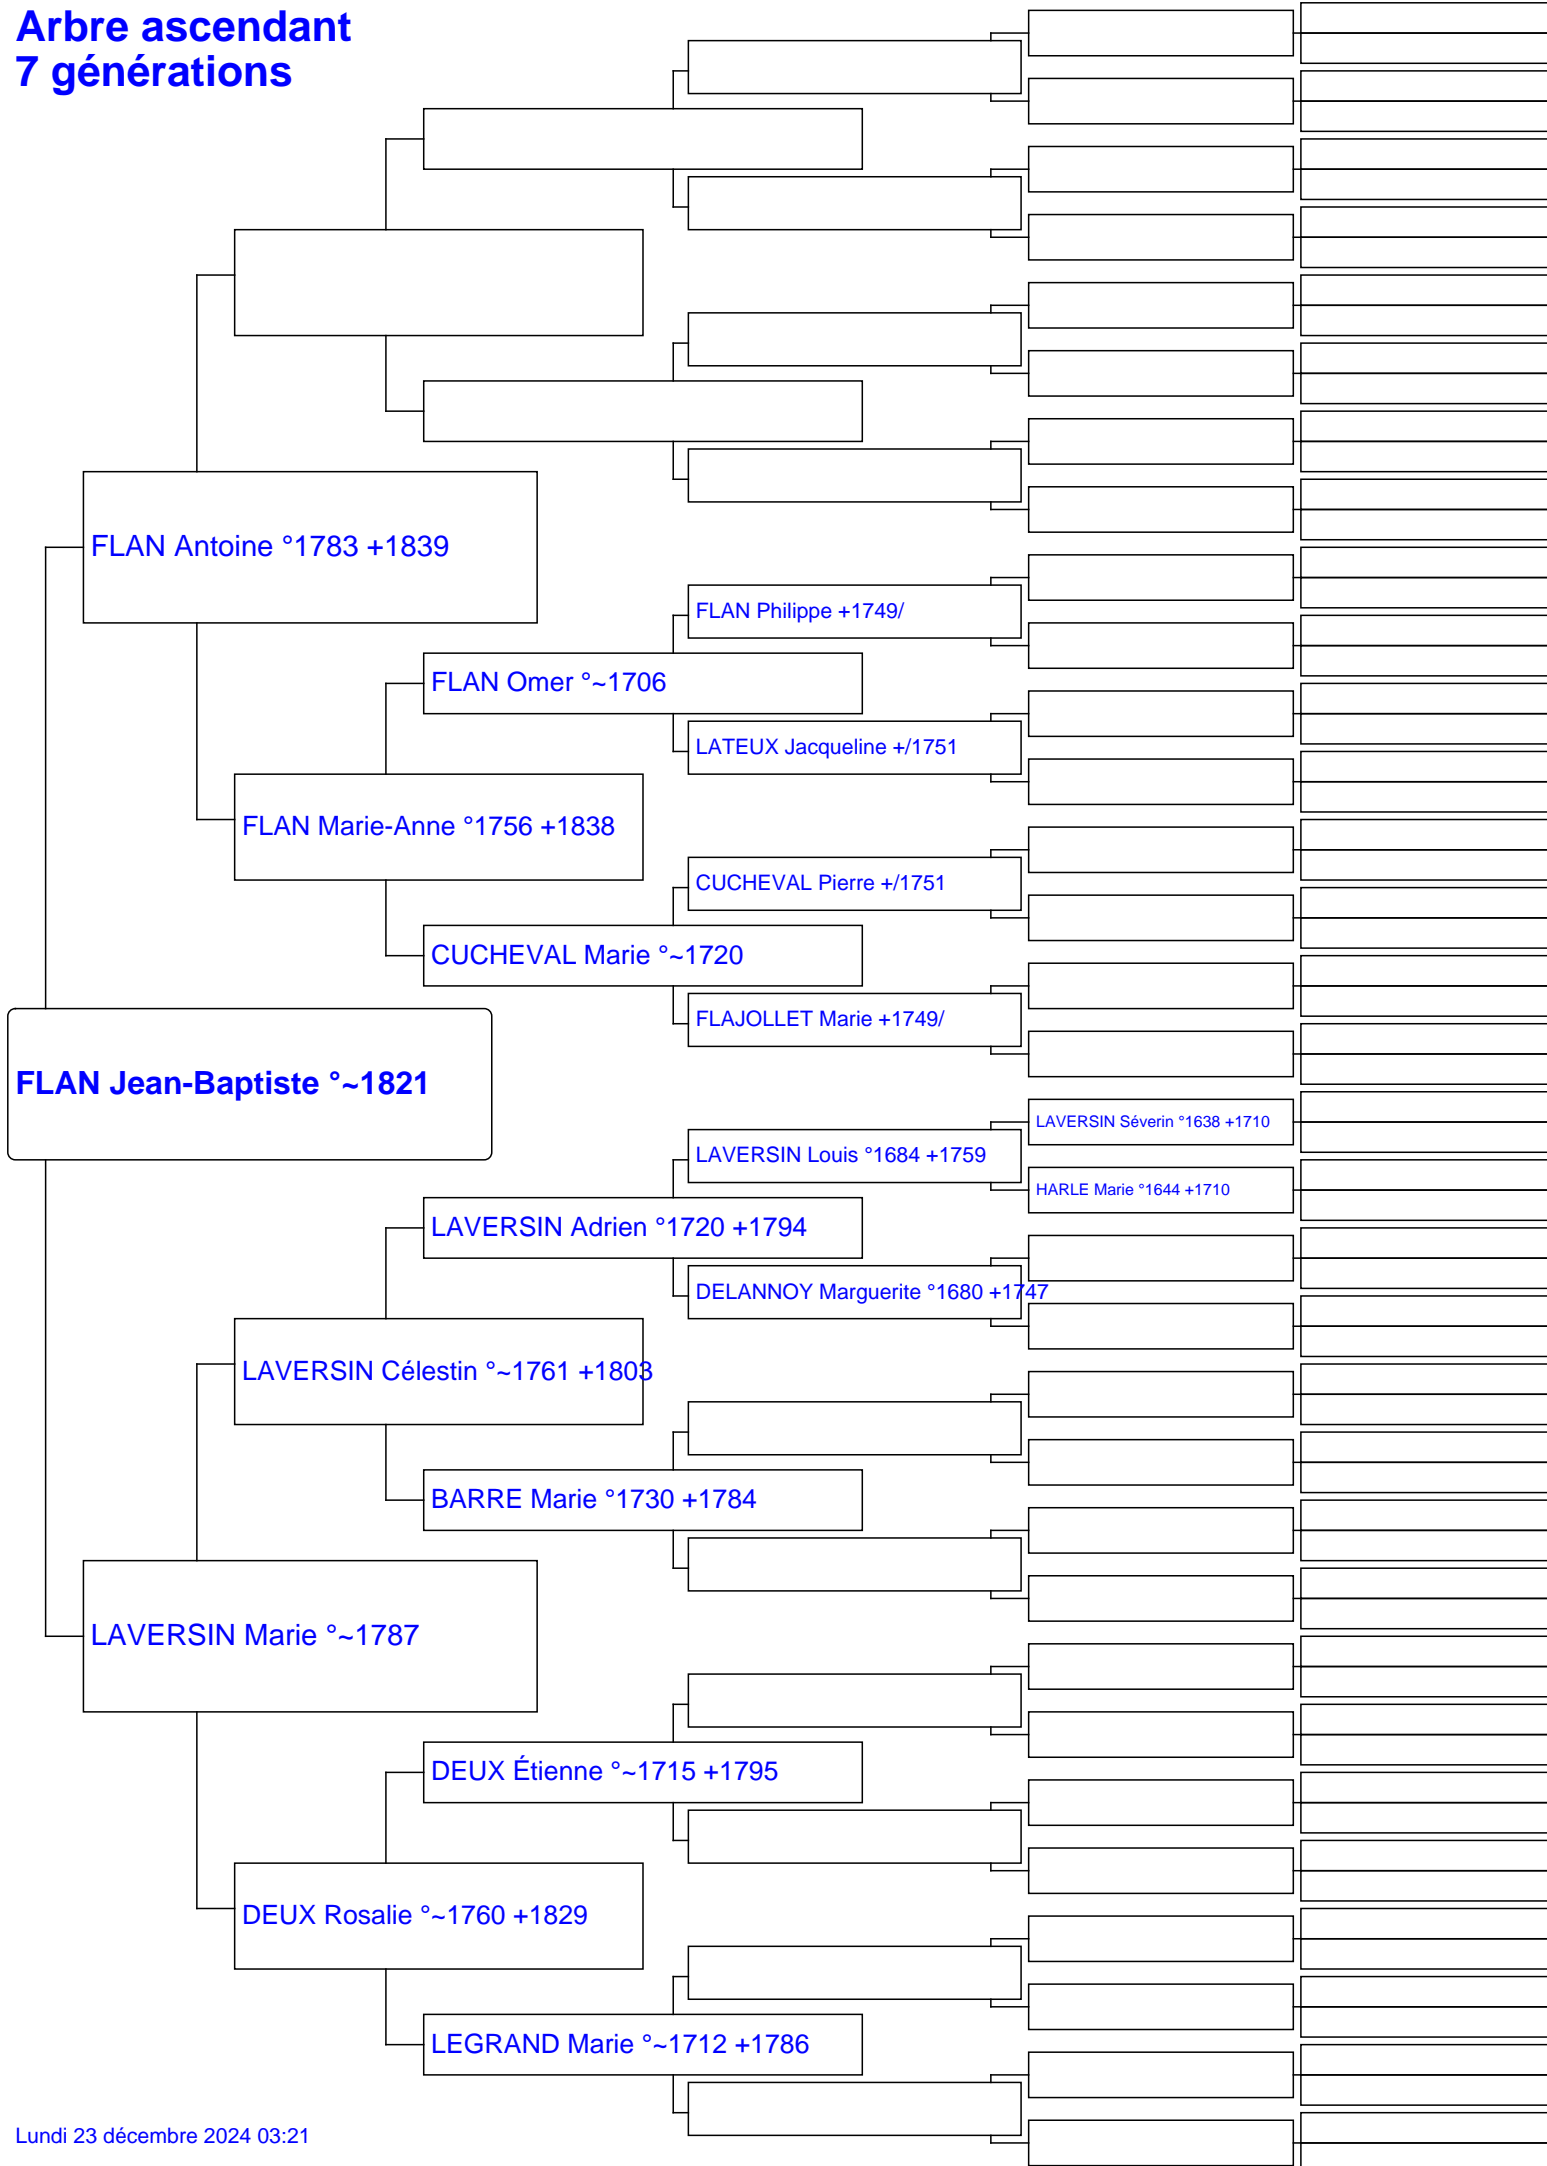 Arbre ascendant
7 générations
FLAN Antoine °1783 +1839
FLAN Philippe +1749/
FLAN Omer °~1706
LATEUX Jacqueline +/1751
FLAN Marie-Anne °1756 +1838
CUCHEVAL Pierre +/1751
CUCHEVAL Marie °~1720
FLAJOLLET Marie +1749/
FLAN Jean-Baptiste °~1821
LAVERSIN Séverin °1638 +1710
LAVERSIN Louis °1684 +1759
HARLE Marie °1644 +1710
LAVERSIN Adrien °1720 +1794
DELANNOY Marguerite °1680 +1747
LAVERSIN Célestin °~1761 +1803
BARRE Marie °1730 +1784
LAVERSIN Marie °~1787
DEUX Étienne °~1715 +1795
DEUX Rosalie °~1760 +1829
LEGRAND Marie °~1712 +1786
Lundi 23 décembre 2024 03:21